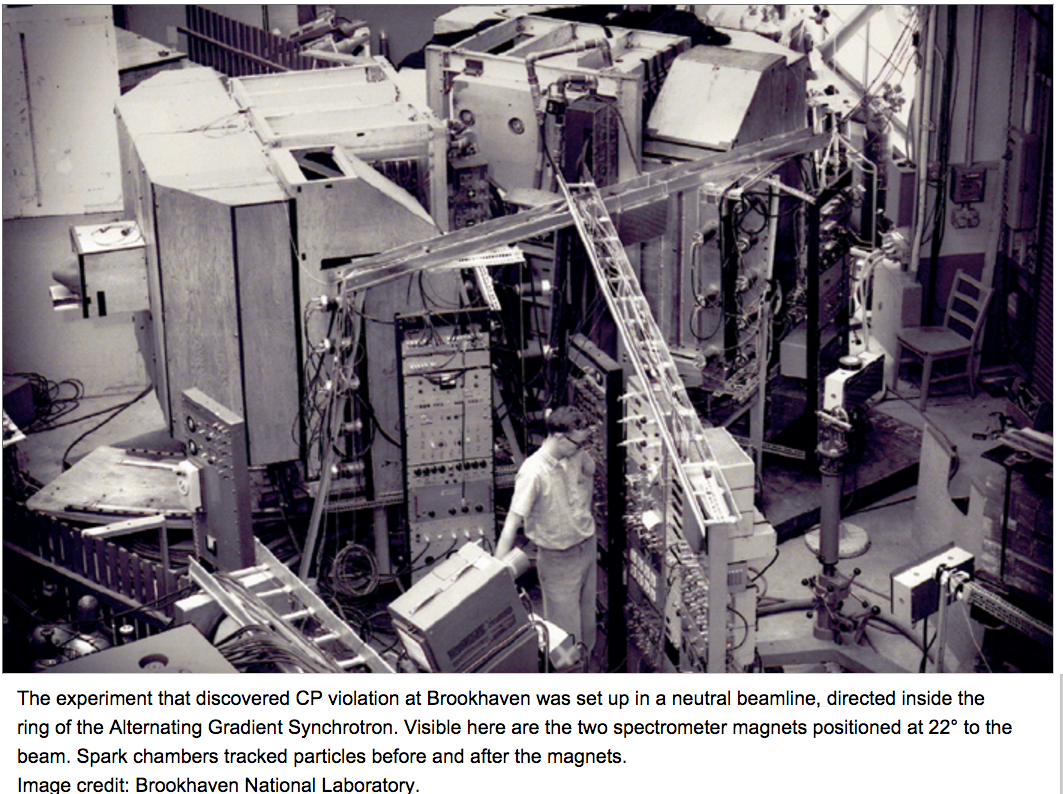 The experiment that discovered CP violation at Brookhaven was set up in a neutral beamline, directed inside the
ring of the Alternating Gradient Synchrotron. Visible here are the two spectrometer magnets positioned at 22° to the
beam. Spark chambers tracked particles before and after the magnets.
Image credit: Brookhaven National Laboratory.